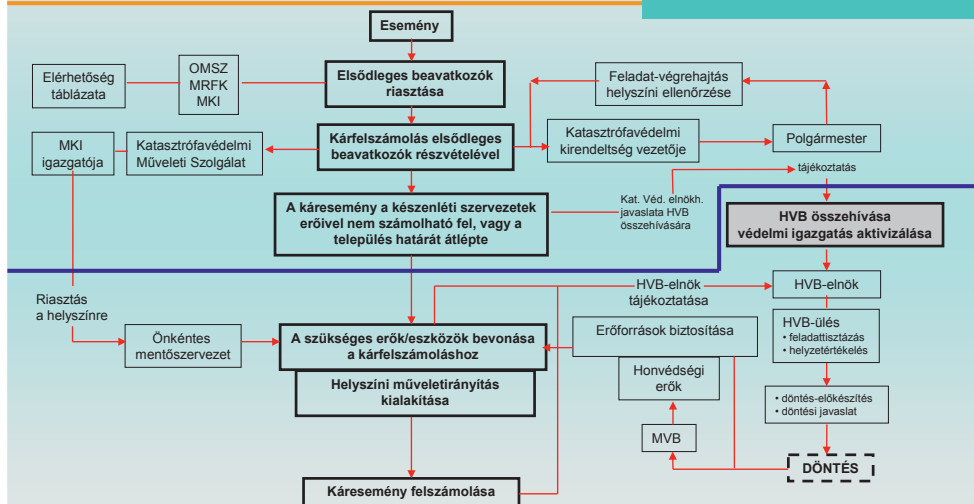 Esemény
Elérhetőség
táblázata
OMSZ
MRFK
MKI
Elsődleges beavatkozók
riasztása
Feladat-végrehajtás
helyszíni ellenőrzése
MKI
igazgatója
Katasztrófavédelmi
Műveleti Szolgálat
Kárfelszámolás elsődleges
beavatkozók részvételével
Katasztrófavédelmi
kirendeltség vezetője
Polgármester
tájékoztatás
A káresemény a készenléti szervezetek
erőivel nem számolható fel, vagy a
település határát átlépte
Kat. Véd. elnökh.
javaslata HVB
összehívására
HVB összehívása
védelmi igazgatás aktivizálása
Riasztás
a helyszínre
HVB-elnök
tájékoztatása
HVB-elnök
Önkéntes
mentőszervezet
A szükséges erők/eszközök bevonása
a kárfelszámoláshoz
Erőforrások biztosítása
HVB-ülés
• feladattisztázás
• helyzetértékelés
Helyszíni műveletirányítás
kialakítása
Honvédségi
erők
• döntés-előkészítés
• döntési javaslat
MVB
DÖNTÉS
Káresemény felszámolása